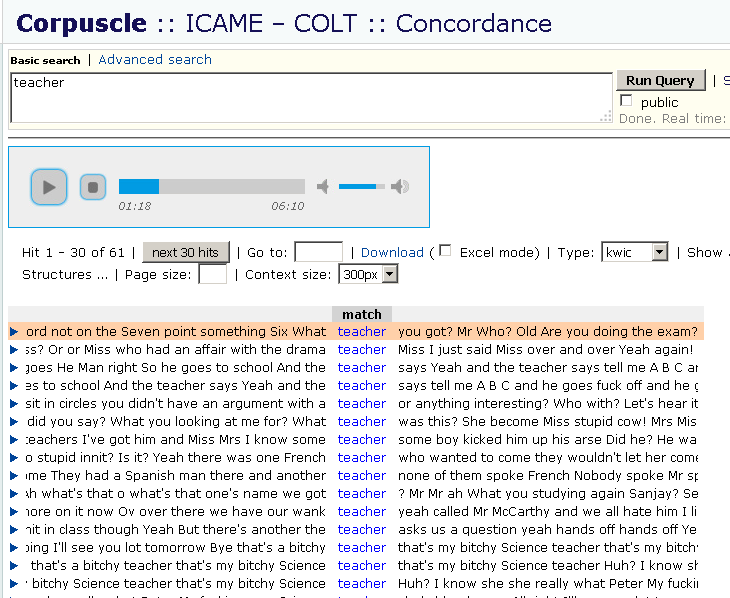 Corpuscle :: ICAME – COLT :: Concordance
Basic search | Advanced search
teacher
Run Query |
public
Done. Real time:
01:18 06:10
Hit 1 – 30 of 61 | next 30 hits | Go to: | Download ( Excel mode) | Type: kwic | Show
Structures ... | Page size: | Context size: 300px
match
ord not on the Seven point something Six What teacher you got? Mr Who? Old Are you doing the exam?
ss? Or or Miss who had an affair with the drama teacher Miss I just said Miss over and over Yeah again!
goes He Man right So he goes to school And the teacher says Yeah and the teacher says tell me A B C ar
es to school And the teacher says Yeah and the teacher says tell me A B C and he goes fuck off and he g
sit in circles you didn't have an argument with a teacher or anything interesting? Who with? Let's hear it
did you say? What you looking at me for? What teacher was this? She become Miss stupid cow! Mrs Mis
teachers I've got him and Miss Mrs I know some teacher some boy kicked him up his arse Did he? He wa
o stupid innit? Is it? Yeah there was one French teacher who wanted to come they wouldn't let her come
ome They had a Spanish man there and another teacher none of them spoke French Nobody spoke Mr sp
Ah what's that o what's that one's name we got teacher ? Mr Mr ah What you studying again Sanjay? Se
nore on it now Ov over there we have our wank teacher yeah called Mr McCarthy and we all hate him I li
nit in class though Yeah But there's another the teacher asks us a question yeah hands off hands off Ye
oing I'll see you lot tomorrow Bye that's a bitchy teacher that's my bitchy Science teacher that's my bitchy
that's a bitchy teacher that's my bitchy Science teacher that's my bitchy Science teacher Huh? I know sh
bitchy Science teacher that's my bitchy Science teacher Huh? I know she she really what Peter My fuckin